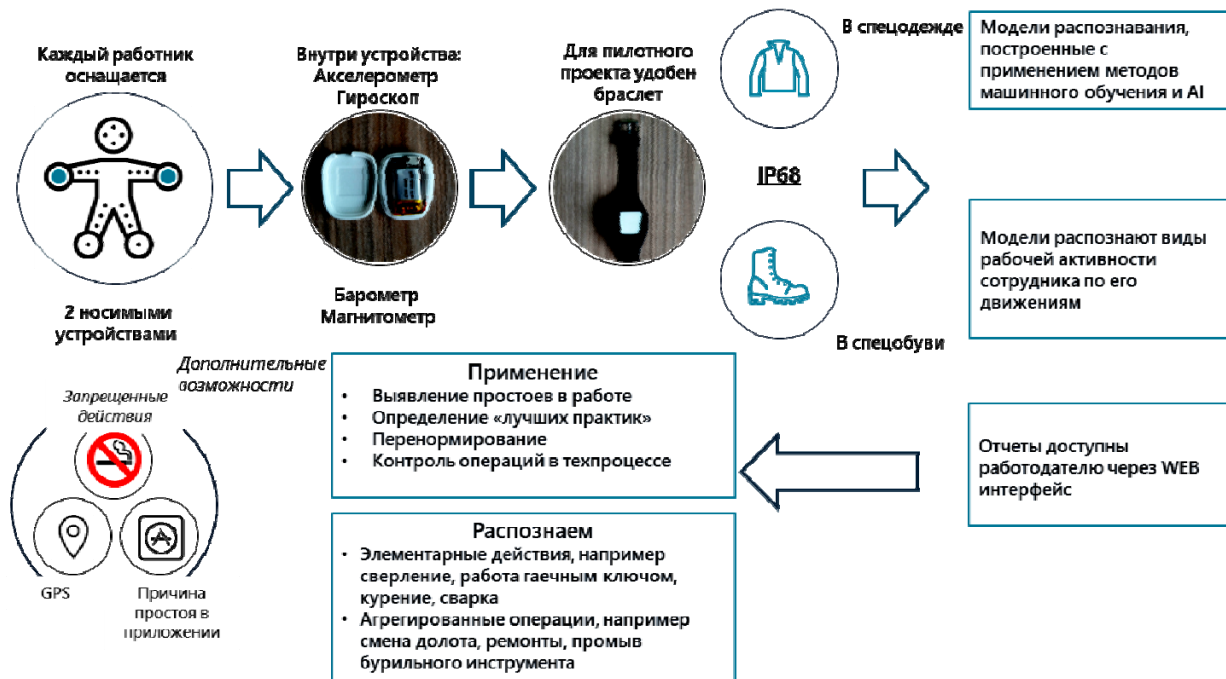 Каждый работник
оснащается
2 носимыми
устройствами
Внутри устройства:
Акселерометр
Гироскоп
Барометр
Магнитометр
Для пилотного
проекта удобен
браслет
В спецодежде
IP68
В спецобуви
Модели распознавания,
построенные с
применением методов
машинного обучения и AI
Модели распознают виды
рабочей активности
сотрудника по его
движениям
Отчеты доступны
работодателю через WEB
интерфейс
Применение
• Выявление простоев в работе
• Определение «лучших практик»
• Перенормирование
• Контроль операций в техпроцессе
Распознаем
• Элементарные действия, например
сверление, работа гаечным ключом,
курение, сварка
• Агрегированные операции, например
смена долота, ремонты, промыв
бурильного инструмента
Дополнительные
возможности
Запрещенные
действия
GPS
Причина
простоя в
приложении